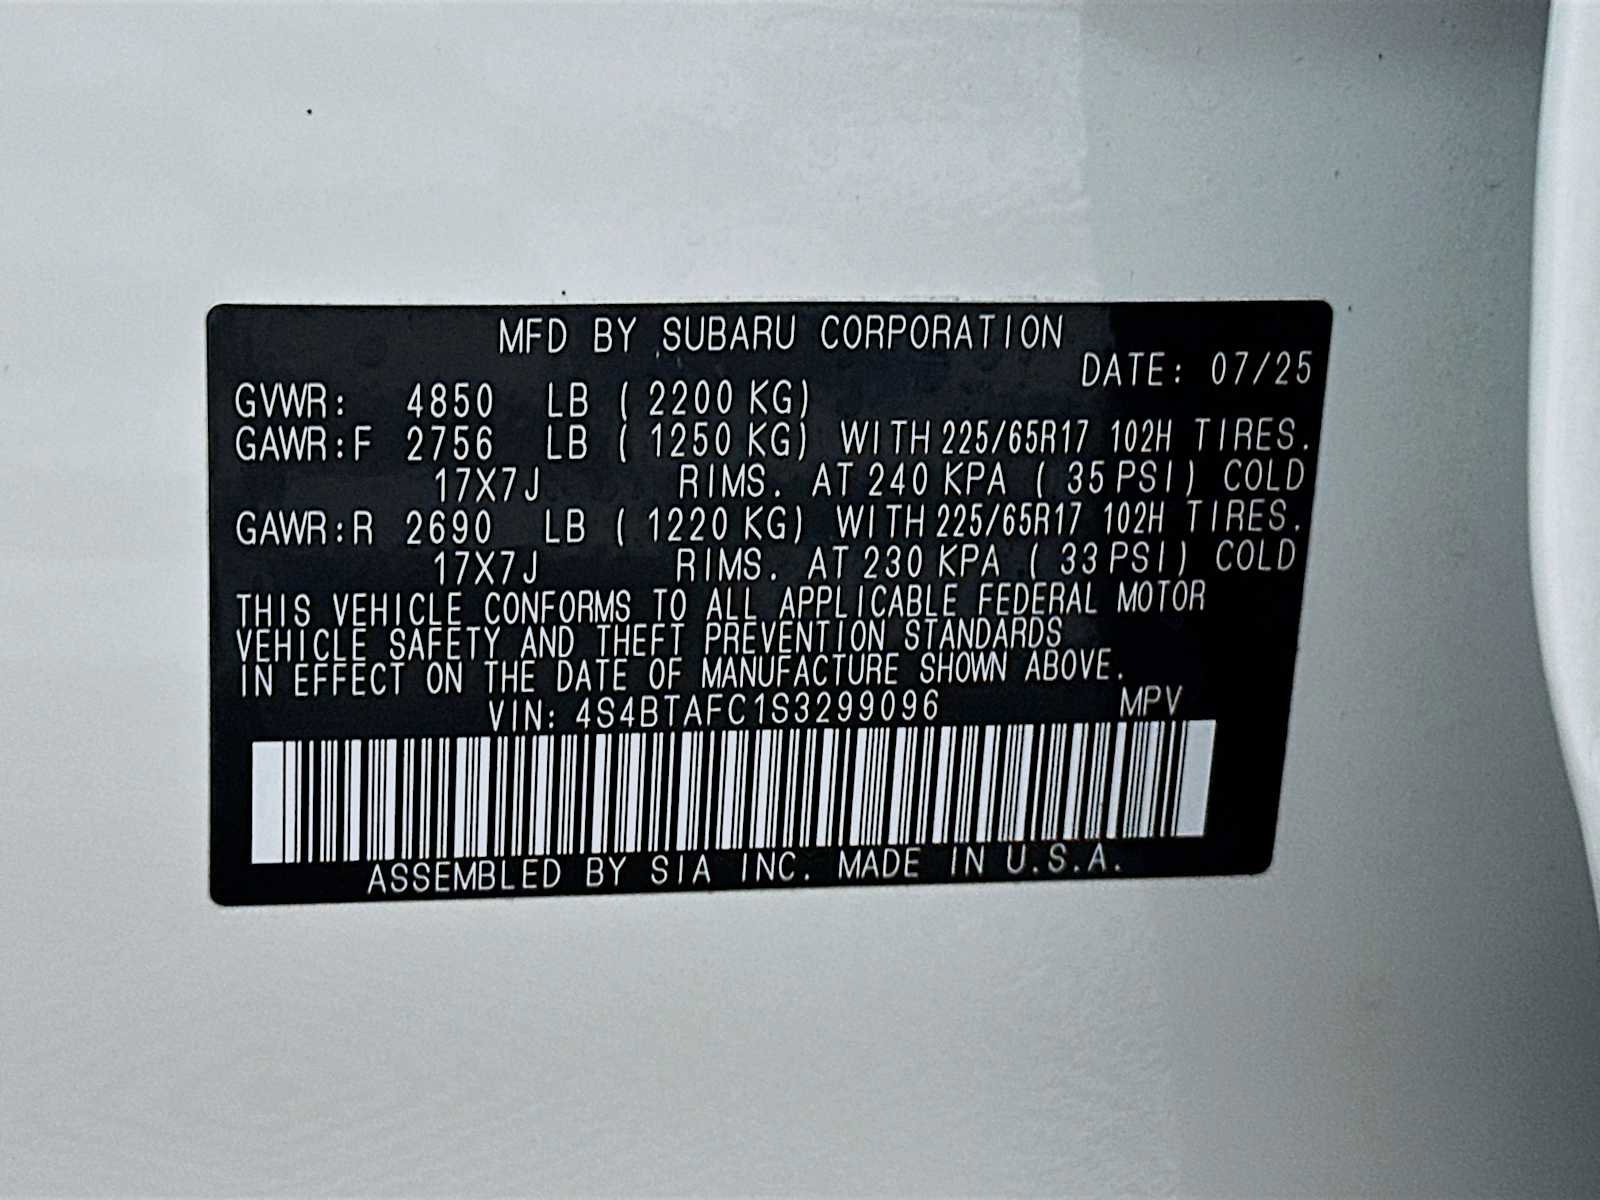 MFD BY SUBARU CORPORATION
DATE: 07/25
GVWR: 4850 LB ( 2200 KG)
GAWR:F 2756 LB ( 1250 KG) WITH 225/65R17 102H TIRES.
17X7J RIMS. AT 240 KPA ( 35 PSI) COLD
GAWR:R 2690 LB ( 1220 KG) WITH 225/65R17 102H TIRES.
17X7J RIMS. AT 230 KPA ( 33 PSI) COLD
THIS VEHICLE CONFORMS TO ALL APPLICABLE FEDERAL MOTOR
VEHICLE SAFETY AND THEFT PREVENTION STANDARDS
IN EFFECT ON THE DATE OF MANUFACTURE SHOWN ABOVE.
VIN: 4S4BTAFC1S3299096 MPV
ASSEMBLED BY SIA INC. MADE IN U.S.A.